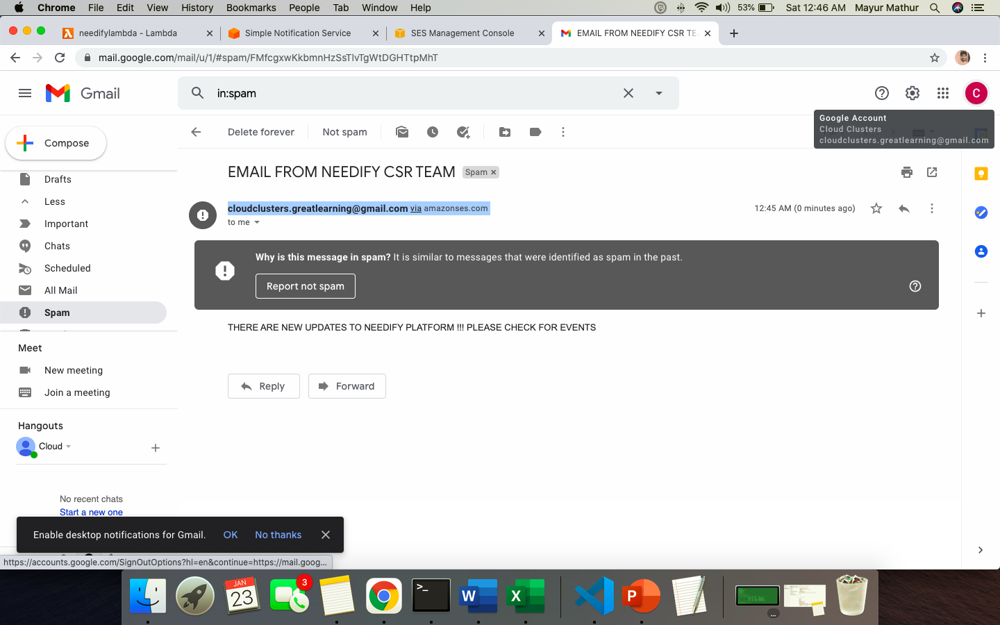 Chrome File Edit View History Bookmarks People Tab Window Help 53% Sat 12:46 AM Mayur Mathur
needifylambda - Lambda Simple Notification Service SES Management Console EMAIL FROM NEEDIFY CSR TE
mail.google.com/mail/u/1/#spam/FMfcgxwKkbmnHzSsTlvTgWtDGHTtpMhT
Gmail in:spam C
Google Account
Cloud Clusters
cloudclusters.greatlearning@gmail.com
Delete forever Not spam
Compose
Drafts
Less
Important
Chats
Scheduled
All Mail
Spam
Meet
New meeting
Join a meeting
Hangouts
Cloud
No recent chats
Start a new one
EMAIL FROM NEEDIFY CSR TEAM Spam ×
cloudclusters.greatlearning@gmail.com via amazonses.com 12:45 AM (0 minutes ago)
to me
Why is this message in spam? It is similar to messages that were identified as spam in the past.
Report not spam
THERE ARE NEW UPDATES TO NEEDIFY PLATFORM !!! PLEASE CHECK FOR EVENTS
Reply Forward
Enable desktop notifications for Gmail. OK No thanks
https://accounts.google.com/SignOutOptions?hl=en&continue=https://mail.goog...
JAN
23
3
>_
W
X
P